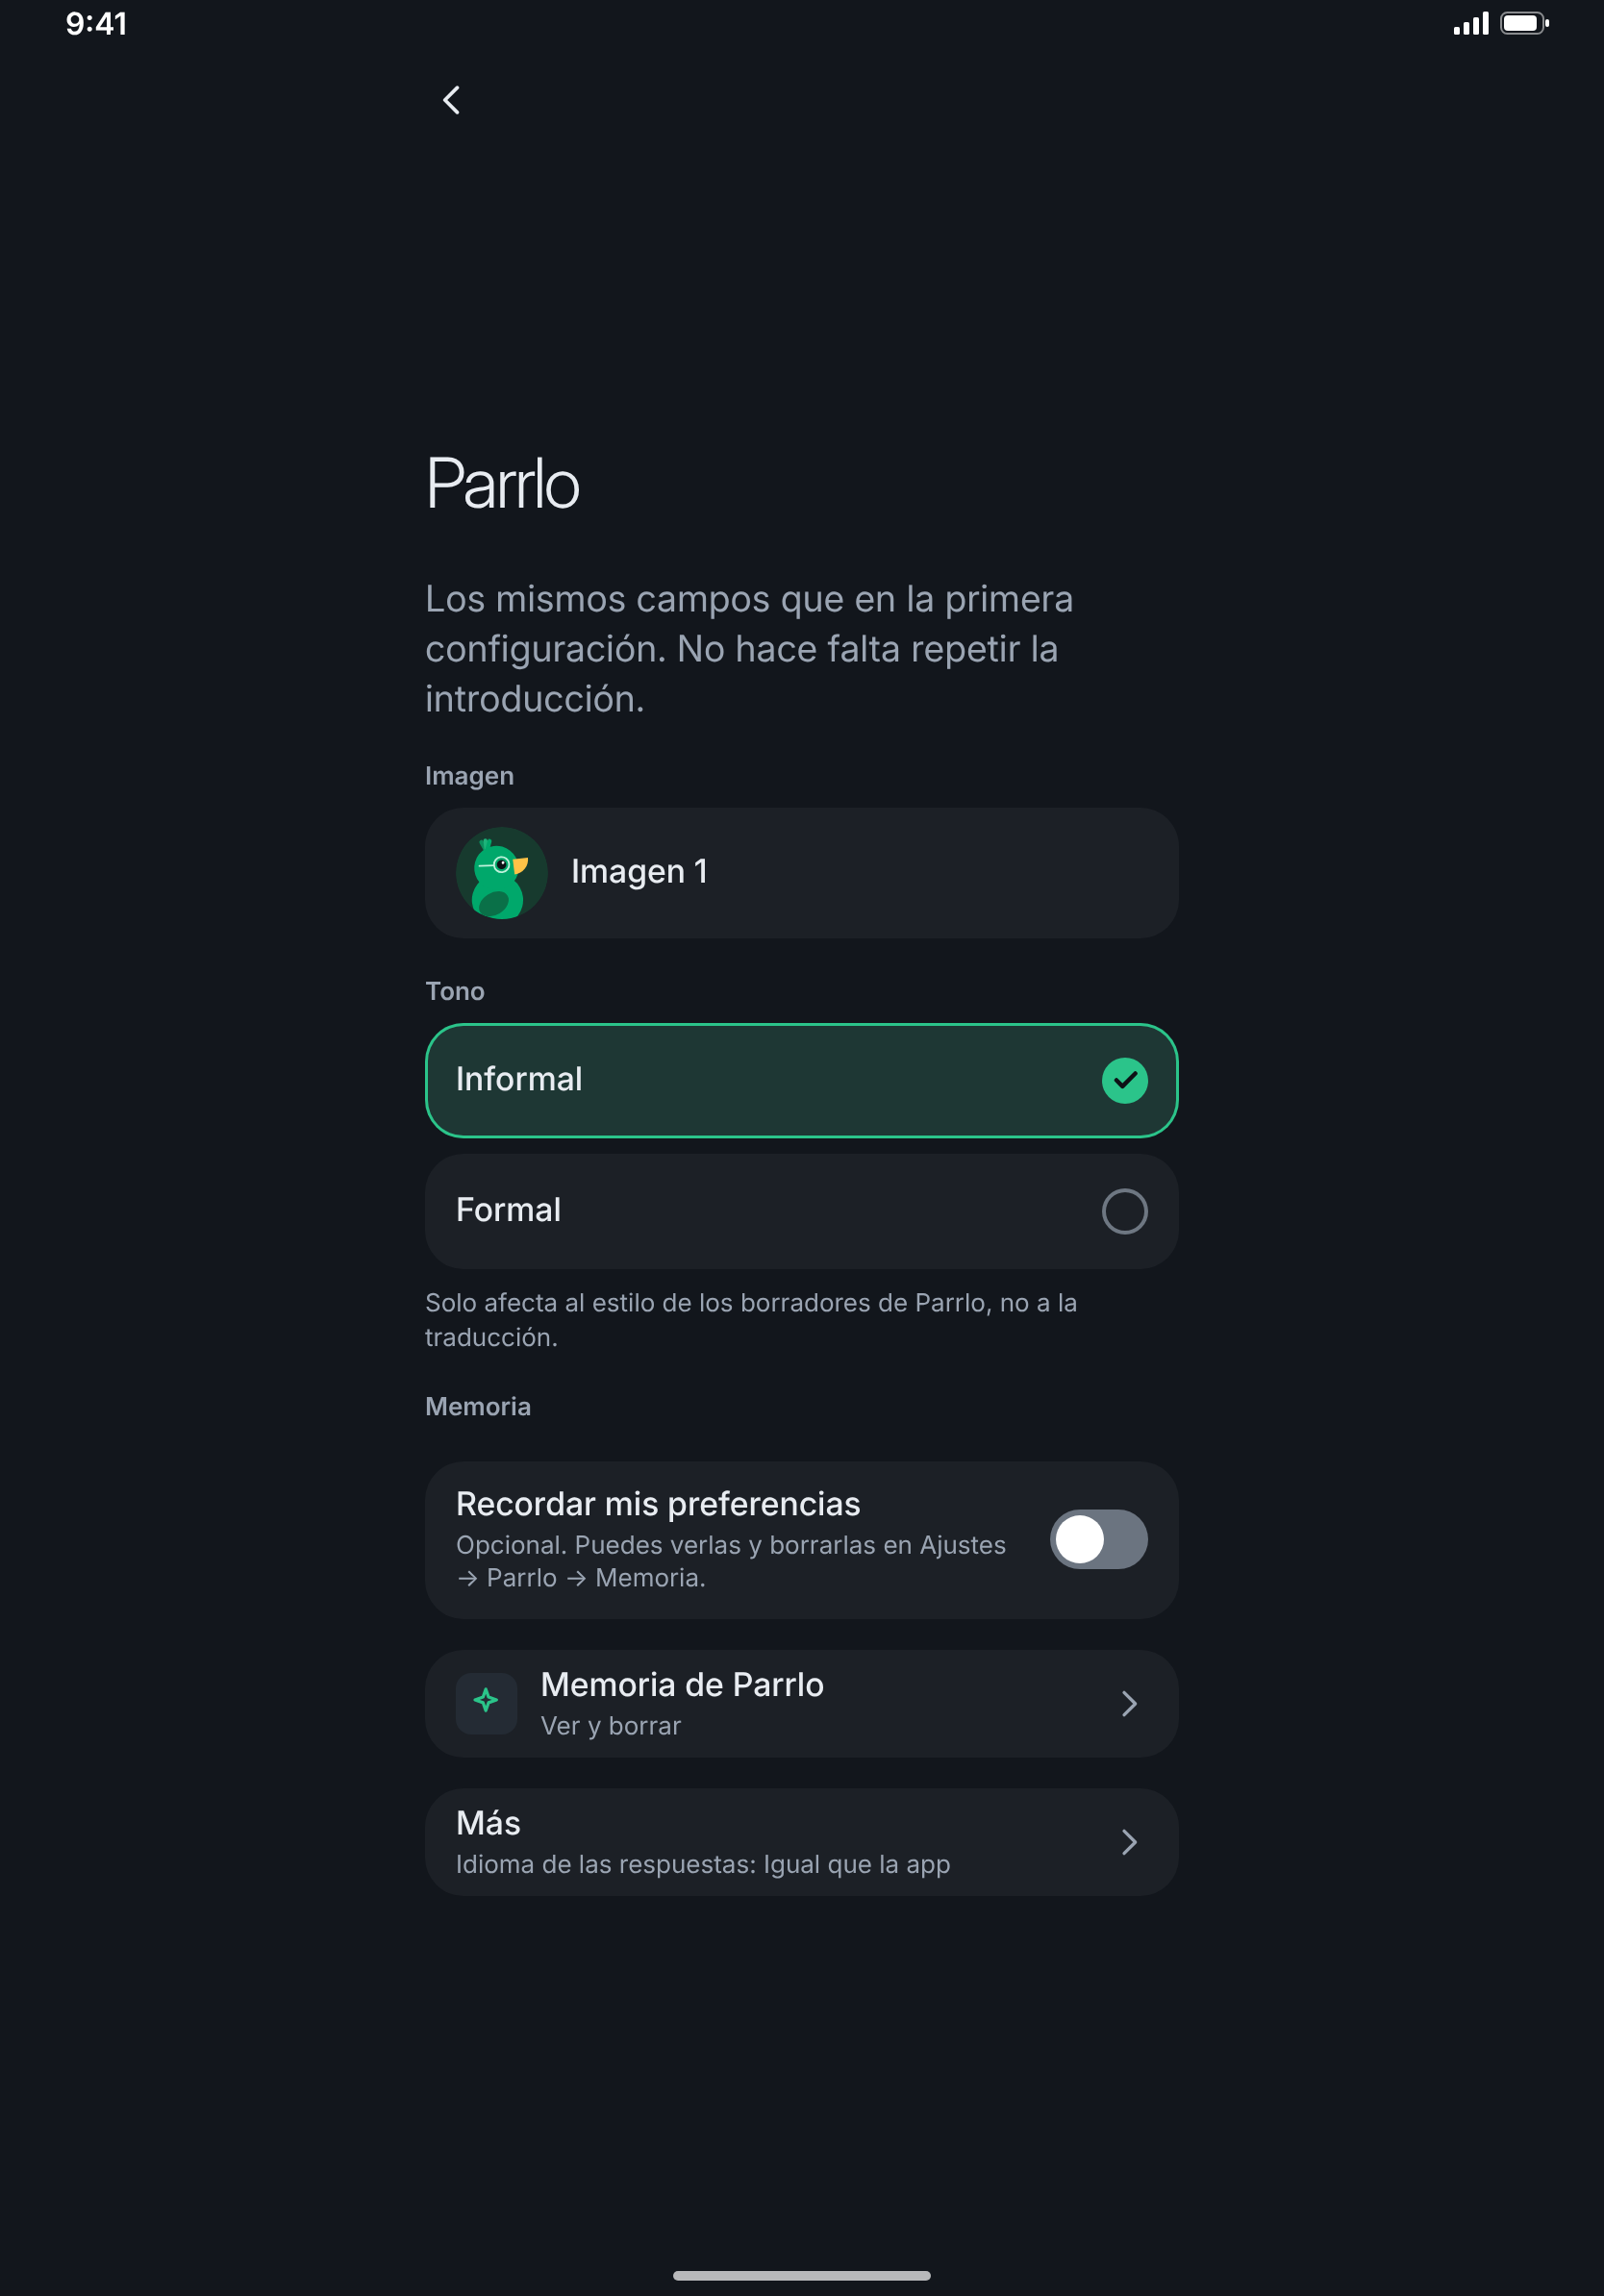 9:41
Parrlo
Los mismos campos que en la primera
configuración. No hace falta repetir la
introducción.
Imagen
Imagen 1
Tono
Informal
Formal
Solo afecta al estilo de los borradores de Parrlo, no a la
traducción.
Memoria
Recordar mis preferencias
Opcional. Puedes verlas y borrarlas en Ajustes
→ Parrlo → Memoria.
Memoria de Parrlo
Ver y borrar
Más
Idioma de las respuestas: Igual que la app